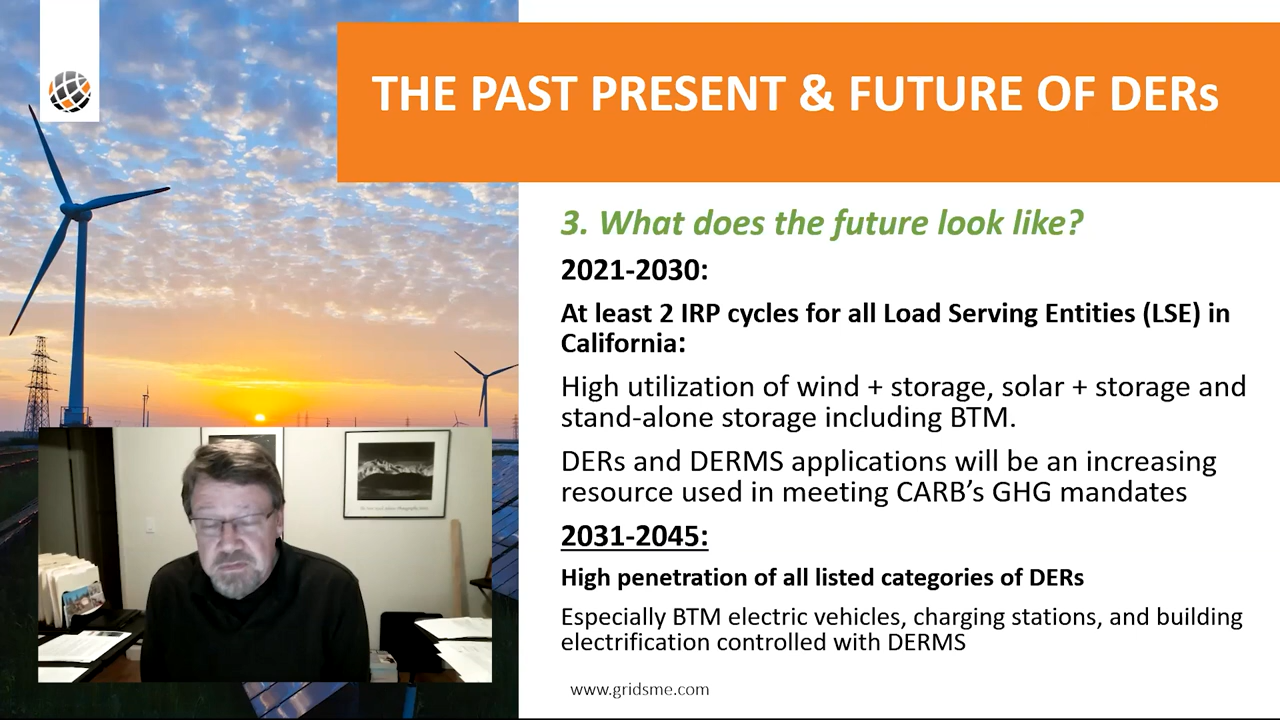 THE PAST PRESENT & FUTURE OF DERs
3. What does the future look like?
2021-2030:
At least 2 IRP cycles for all Load Serving Entities (LSE) in
California:
High utilization of wind + storage, solar + storage and
stand-alone storage including BTM.
DERs and DERMS applications will be an increasing
resource used in meeting CARB’s GHG mandates
2031-2045:
High penetration of all listed categories of DERs
Especially BTM electric vehicles, charging stations, and building
electrification controlled with DERMS
www.gridsme.com